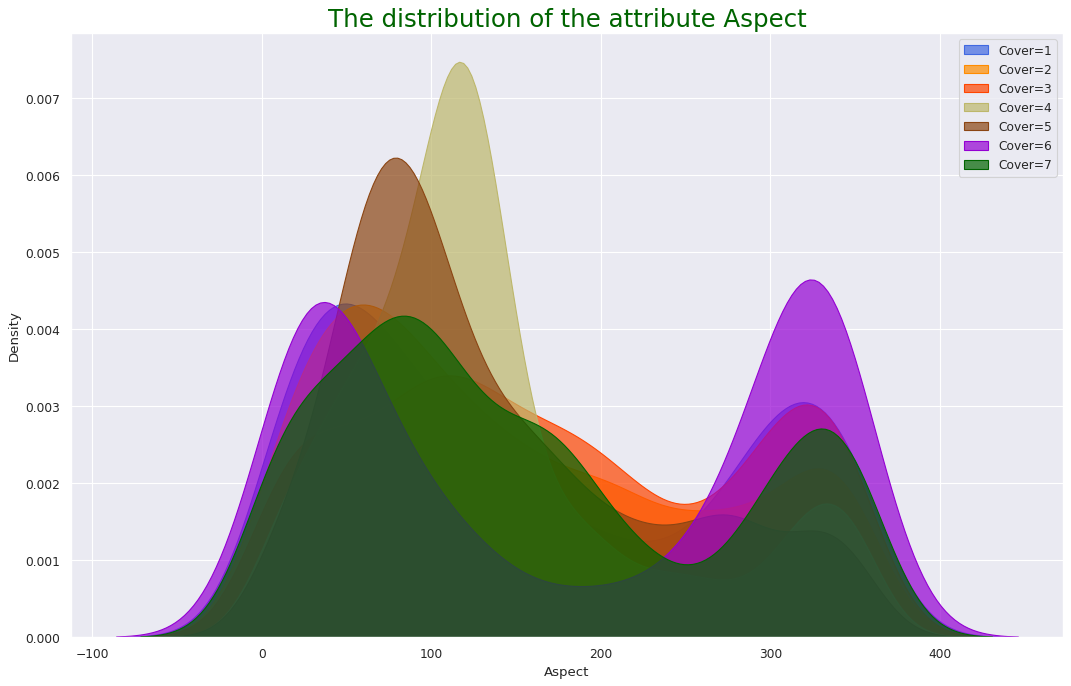 The distribution of the attribute Aspect
Cover=1
Cover=2
Cover=3
Cover=4
Cover=5
Cover=6
Cover=7
Density
0.007
0.006
0.005
0.004
0.003
0.002
0.001
0.000
−100 0 100 200 300 400
Aspect